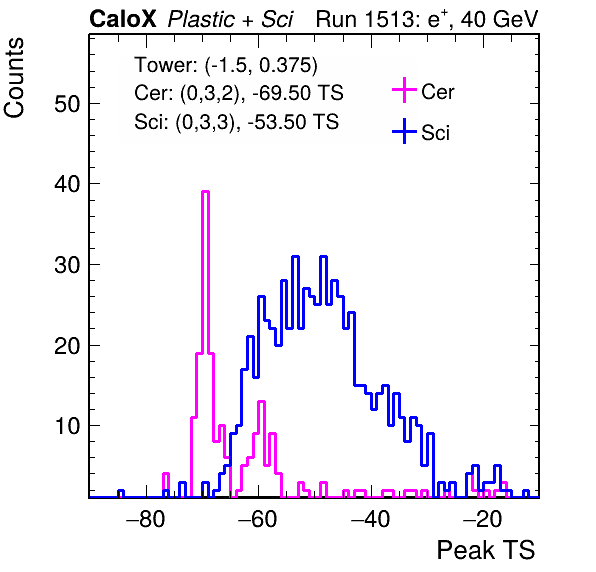 CaloX Plastic + Sci Run 1513: e⁺, 40 GeV
Counts
Tower: (-1.5, 0.375)
Cer: (0,3,2), -69.50 TS
Sci: (0,3,3), -53.50 TS
Cer
Sci
50
40
30
20
10
−80 −60 −40 −20
Peak TS